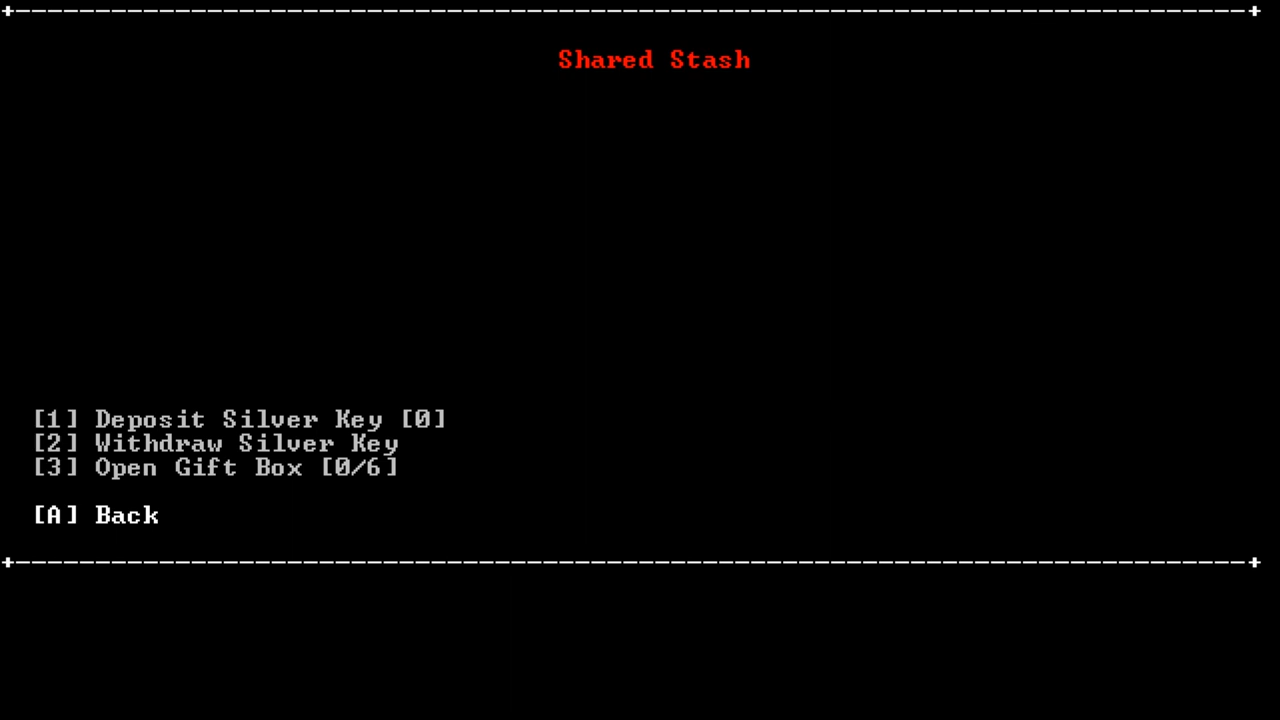 Shared Stash
[1] Deposit Silver Key [0]
[2] Withdraw Silver Key
[3] Open Gift Box [0/6]
[A] Back